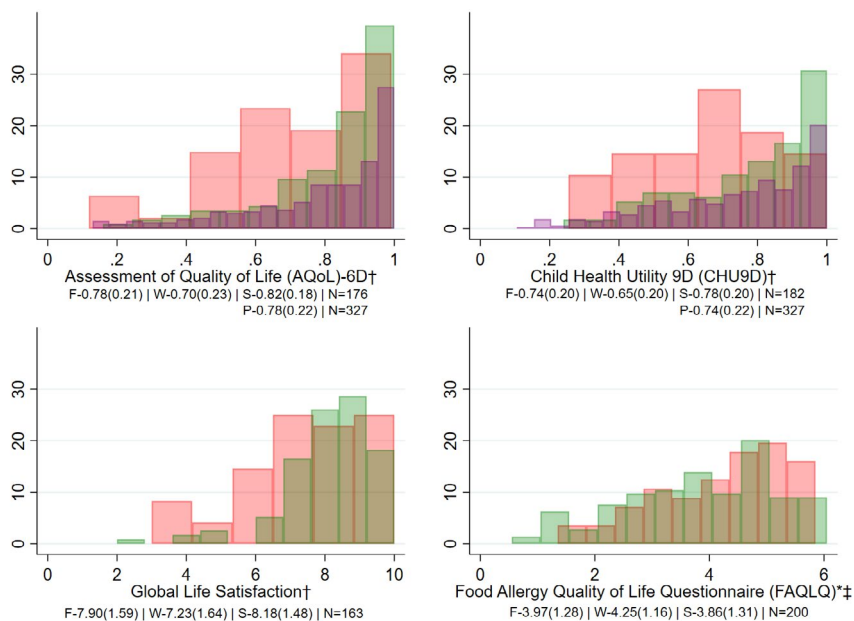 30
20
10
0
0 .2 .4 .6 .8 1
Assessment of Quality of Life (AQoL)-6D†
F-0.78(0.21) | W-0.70(0.23) | S-0.82(0.18) | N=176
P-0.78(0.22) | N=327
30
20
10
0
0 .2 .4 .6 .8 1
Child Health Utility 9D (CHU9D)†
F-0.74(0.20) | W-0.65(0.20) | S-0.78(0.20) | N=182
P-0.74(0.22) | N=327
30
20
10
0
0 2 4 6 8 10
Global Life Satisfaction†
F-7.90(1.59) | W-7.23(1.64) | S-8.18(1.48) | N=163
30
20
10
0
0 2 4 6
Food Allergy Quality of Life Questionnaire (FAQLQ)*‡
F-3.97(1.28) | W-4.25(1.16) | S-3.86(1.31) | N=200